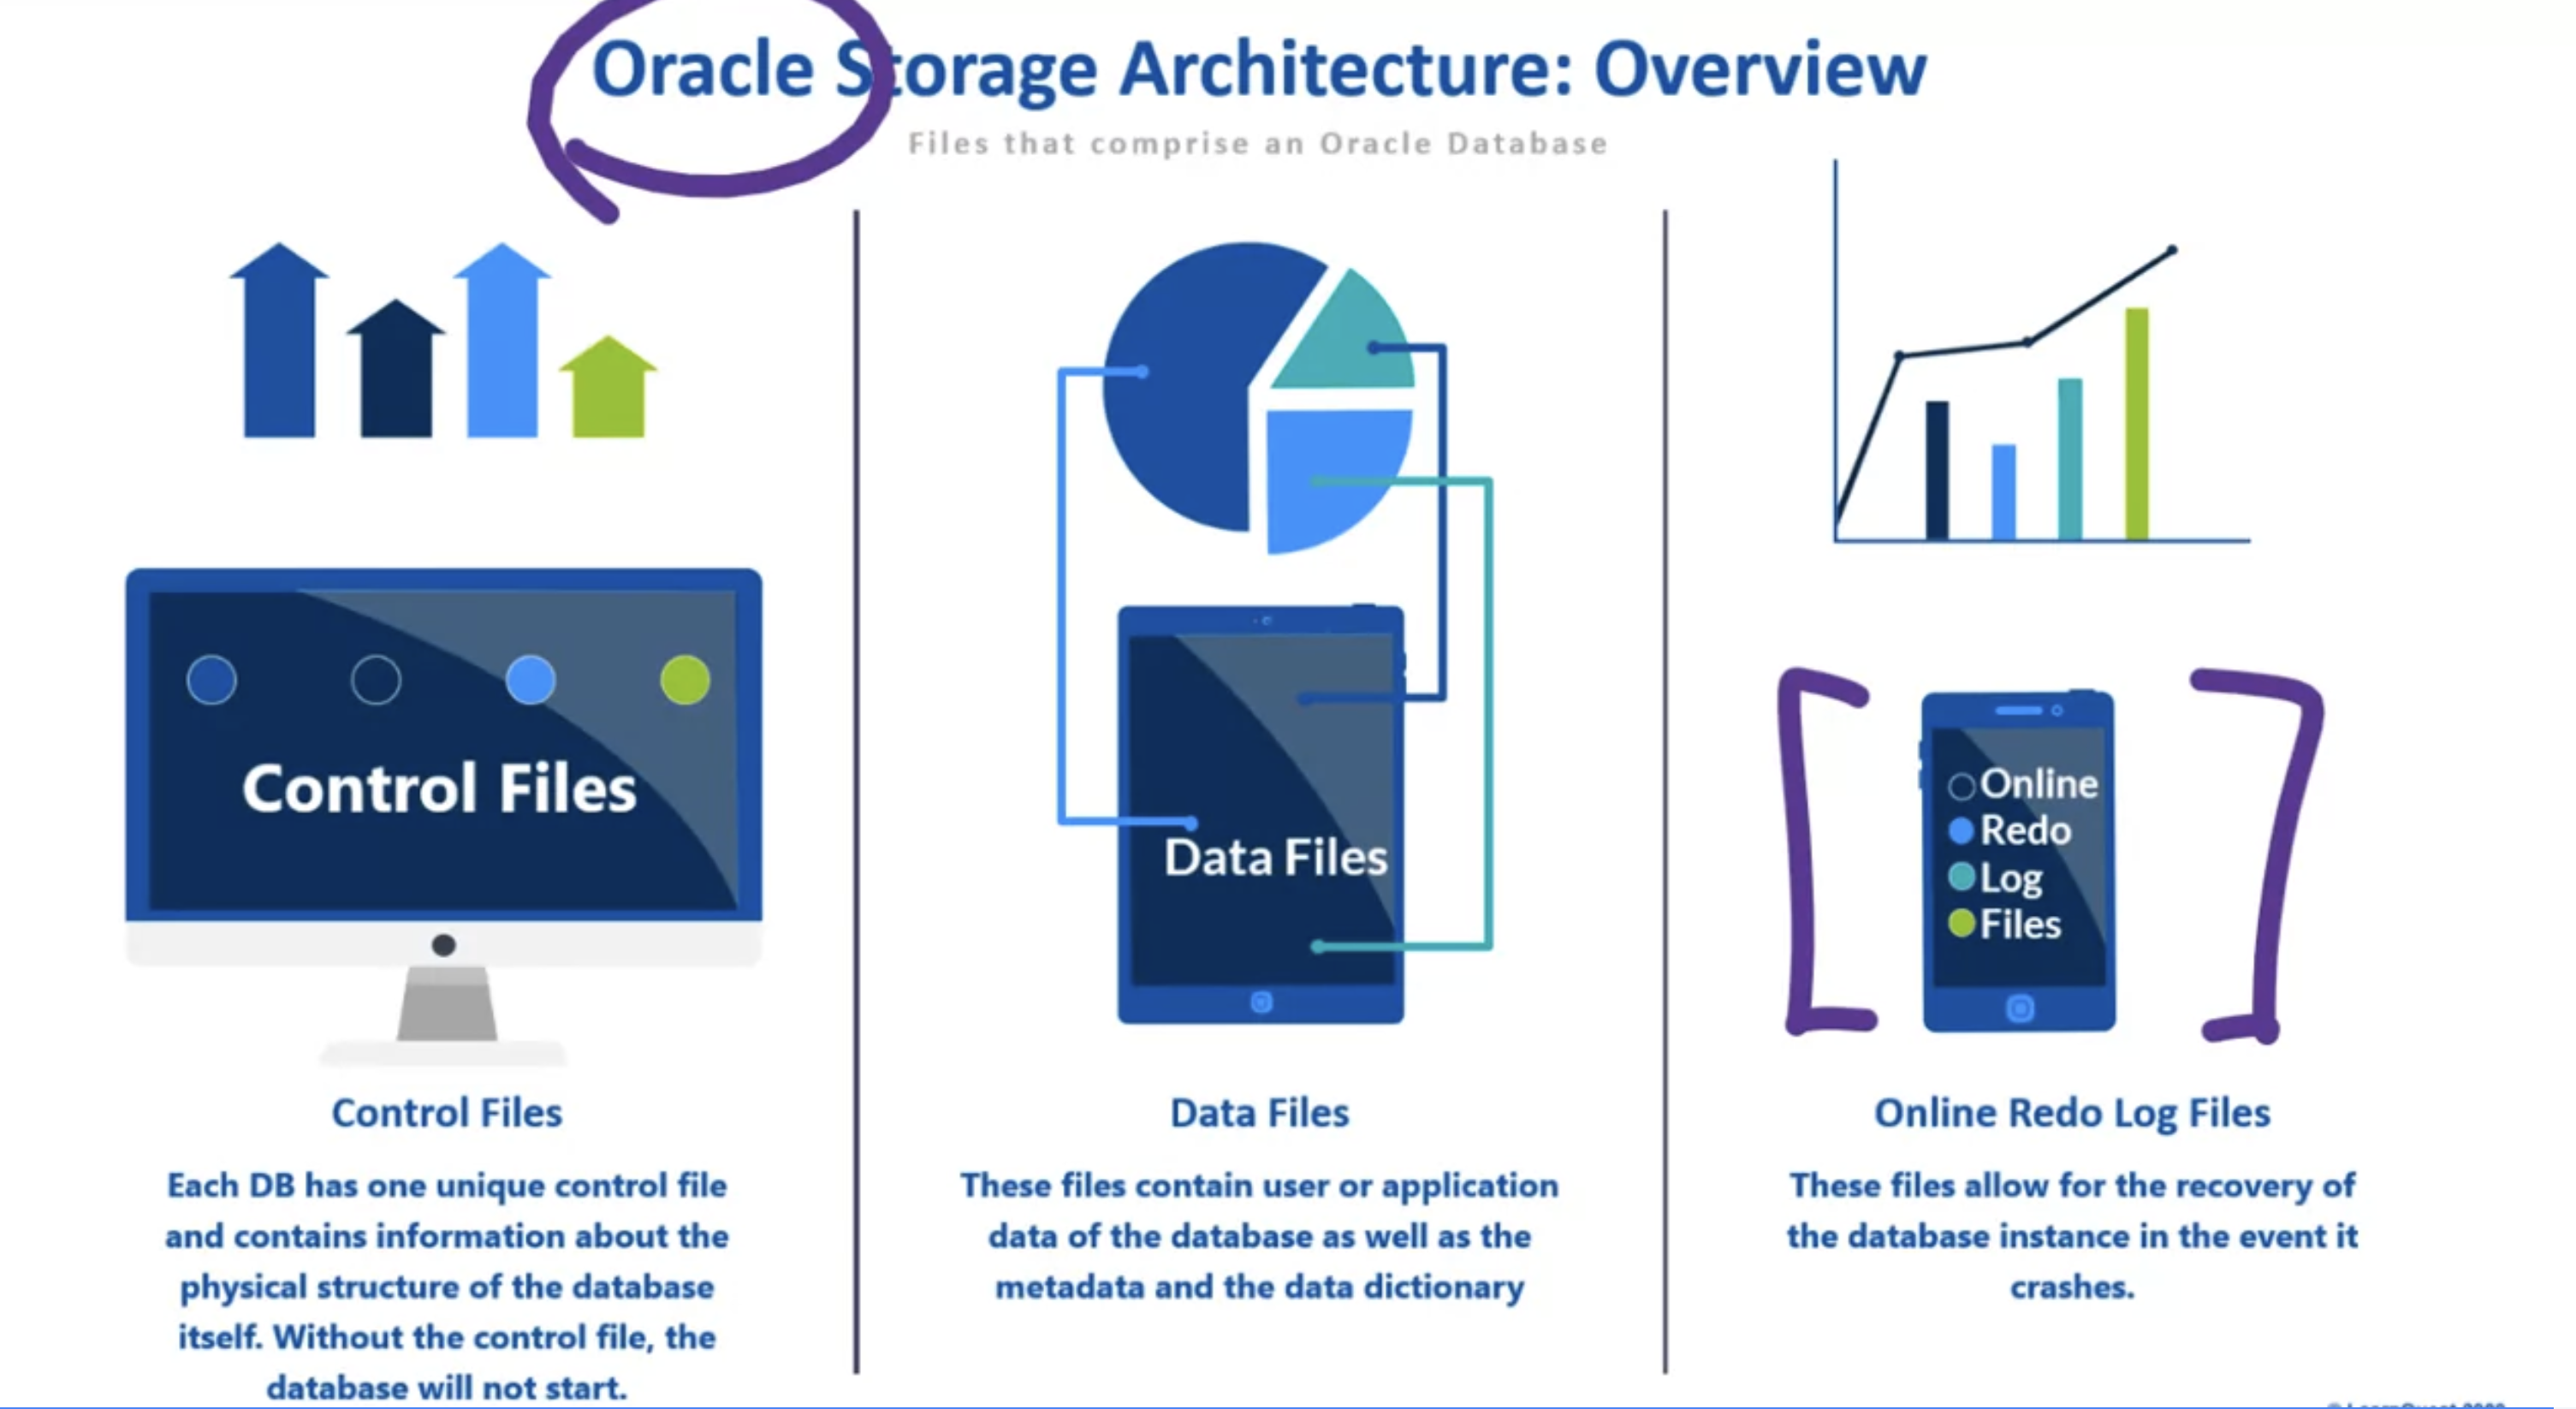 Oracle Storage Architecture: Overview
Files that comprise an Oracle Database
Control Files
Data Files
Online
Redo
Log
Files
Control Files
Each DB has one unique control file
and contains information about the
physical structure of the database
itself. Without the control file, the
database will not start.
Data Files
These files contain user or application
data of the database as well as the
metadata and the data dictionary
Online Redo Log Files
These files allow for the recovery of
the database instance in the event it
crashes.